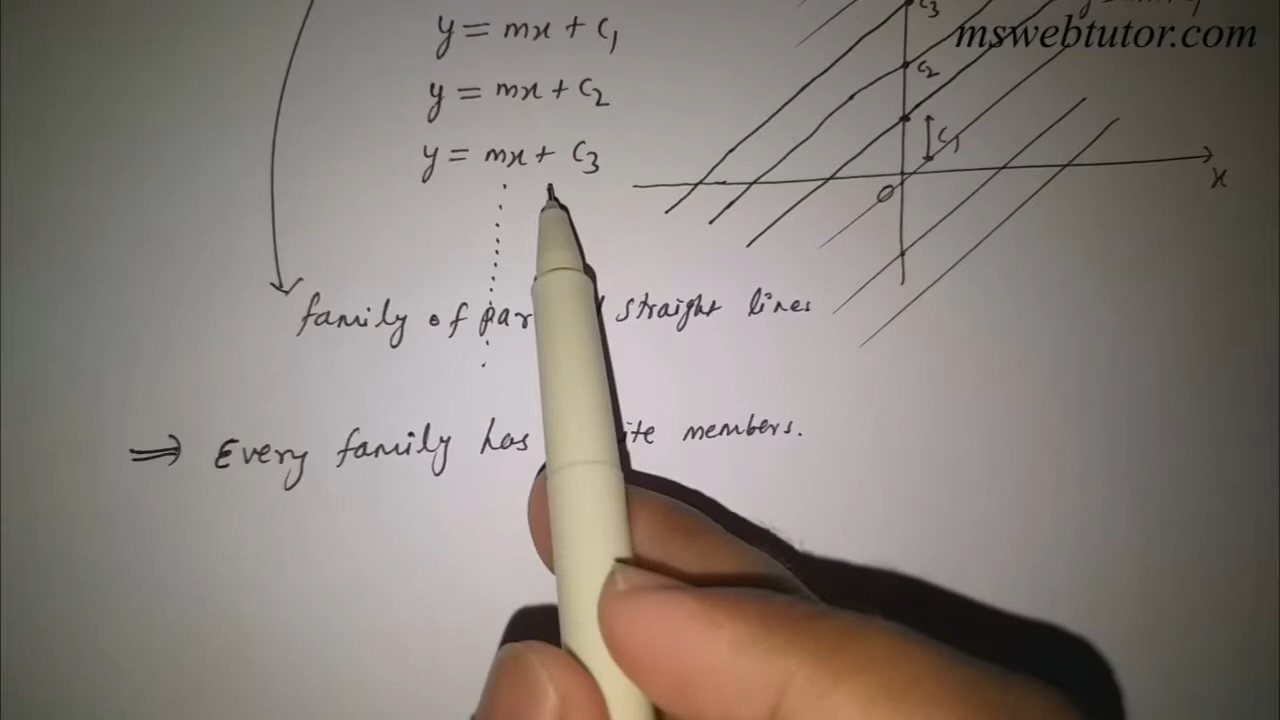 y = mx + c₁
y = mx + c₂
y = mx + c₃
c₃
mswebtutor.com
c₂
c₁
O
x
family of straight lines
⇒ Every family has members.